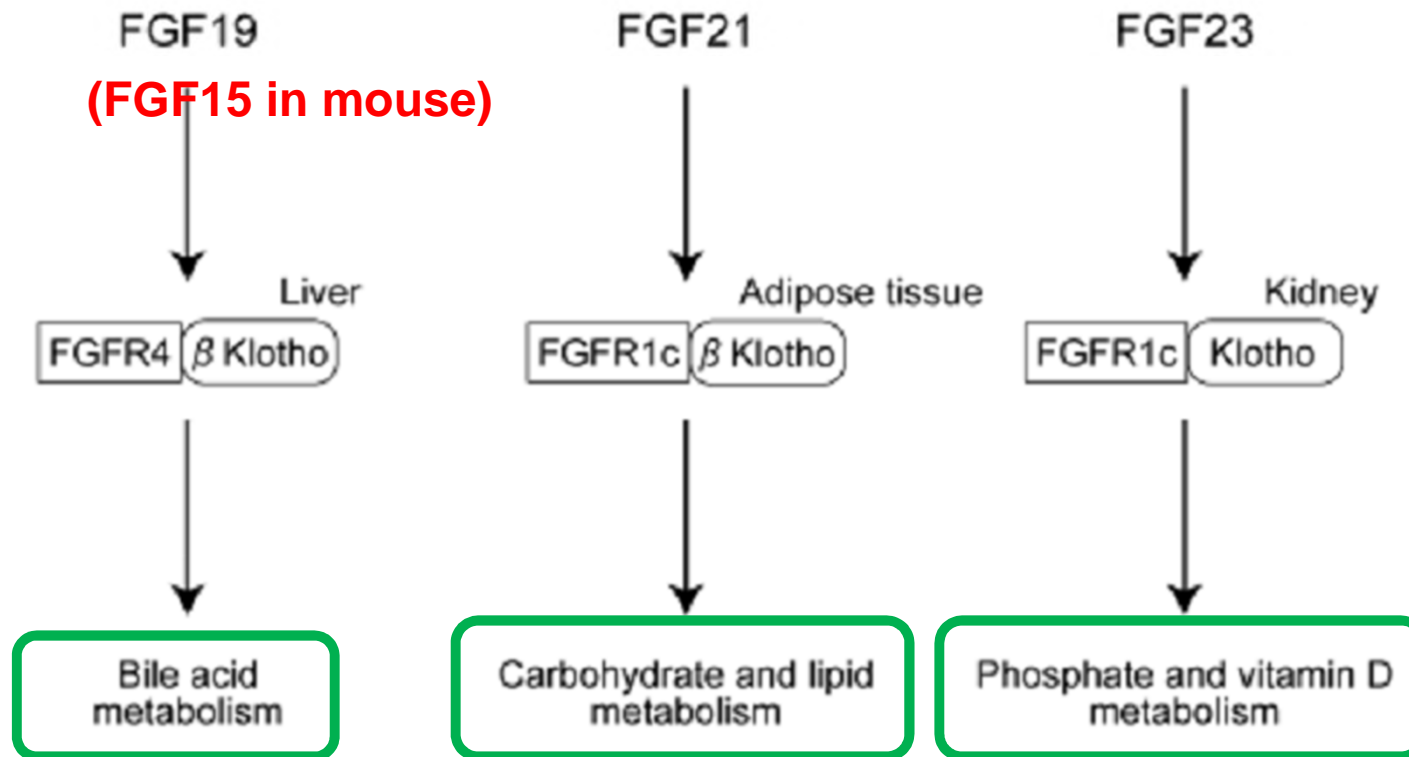 FGF19
(FGF15 in mouse)
FGF21
FGF23
Liver
FGFR4 β Klotho
Adipose tissue
FGFR1c β Klotho
Kidney
FGFR1c Klotho
Bile acid
metabolism
Carbohydrate and lipid
metabolism
Phosphate and vitamin D
metabolism